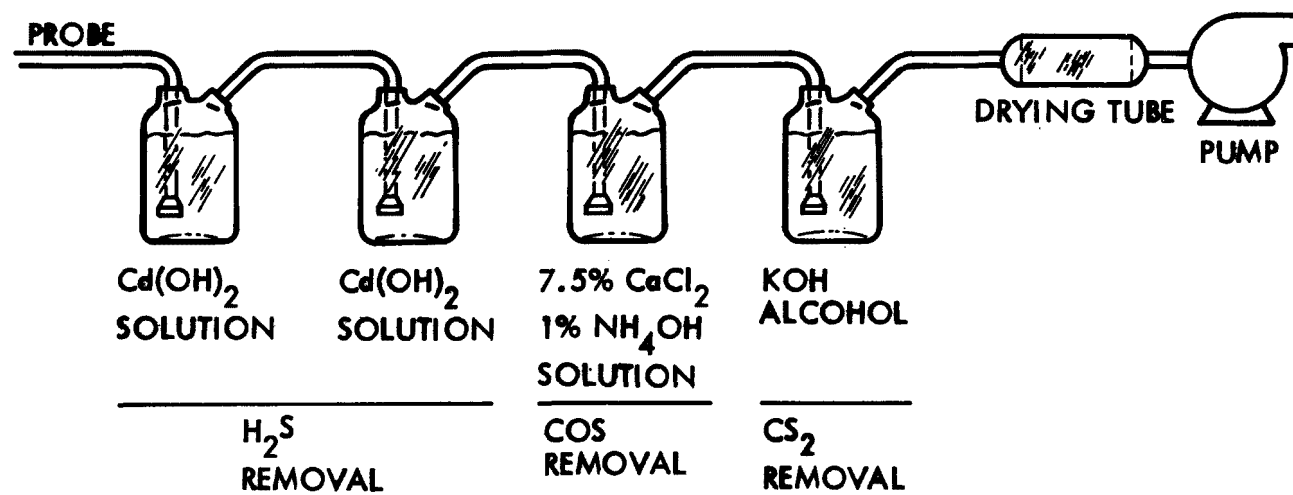 PROBE
DRYING TUBE
PUMP
Cd(OH)2
SOLUTION
Cd(OH)2
SOLUTION
7.5% CaCl2
1% NH4OH
SOLUTION
KOH
ALCOHOL
H2S
REMOVAL
COS
REMOVAL
CS2
REMOVAL